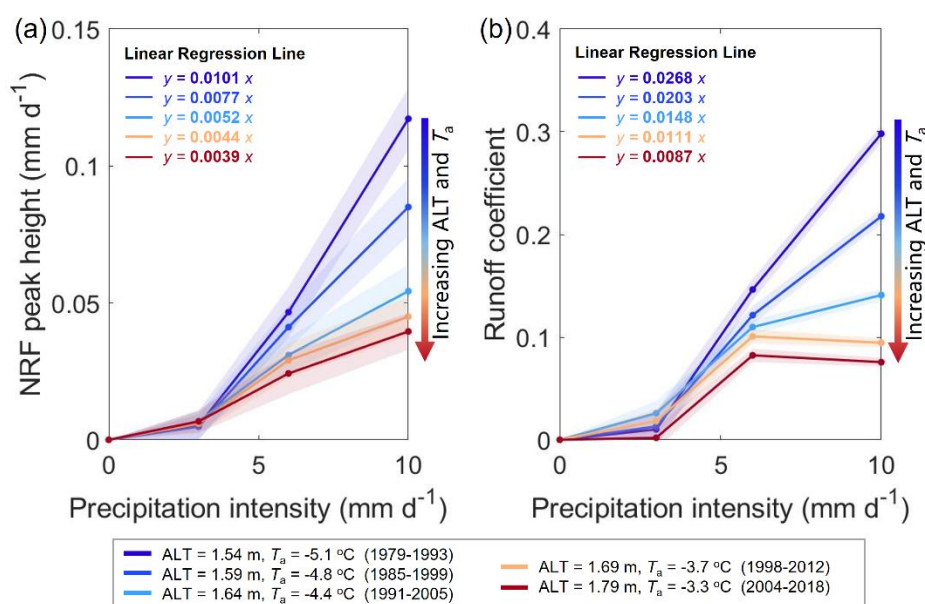 (a)
0.15
0.1
0.05
0
NRF peak height (mm d-1)
Linear Regression Line
y = 0.0101 x
y = 0.0077 x
y = 0.0052 x
y = 0.0044 x
y = 0.0039 x
Increasing ALT and Ta
0
5
10
Precipitation intensity (mm d-1)
(b)
0.4
0.3
0.2
0.1
0
Runoff coefficient
Linear Regression Line
y = 0.0268 x
y = 0.0203 x
y = 0.0148 x
y = 0.0111 x
y = 0.0087 x
Increasing ALT and Ta
0
5
10
Precipitation intensity (mm d-1)
ALT = 1.54 m, Ta = -5.1 °C (1979-1993)
ALT = 1.59 m, Ta = -4.8 °C (1985-1999)
ALT = 1.64 m, Ta = -4.4 °C (1991-2005)
ALT = 1.69 m, Ta = -3.7 °C (1998-2012)
ALT = 1.79 m, Ta = -3.3 °C (2004-2018)